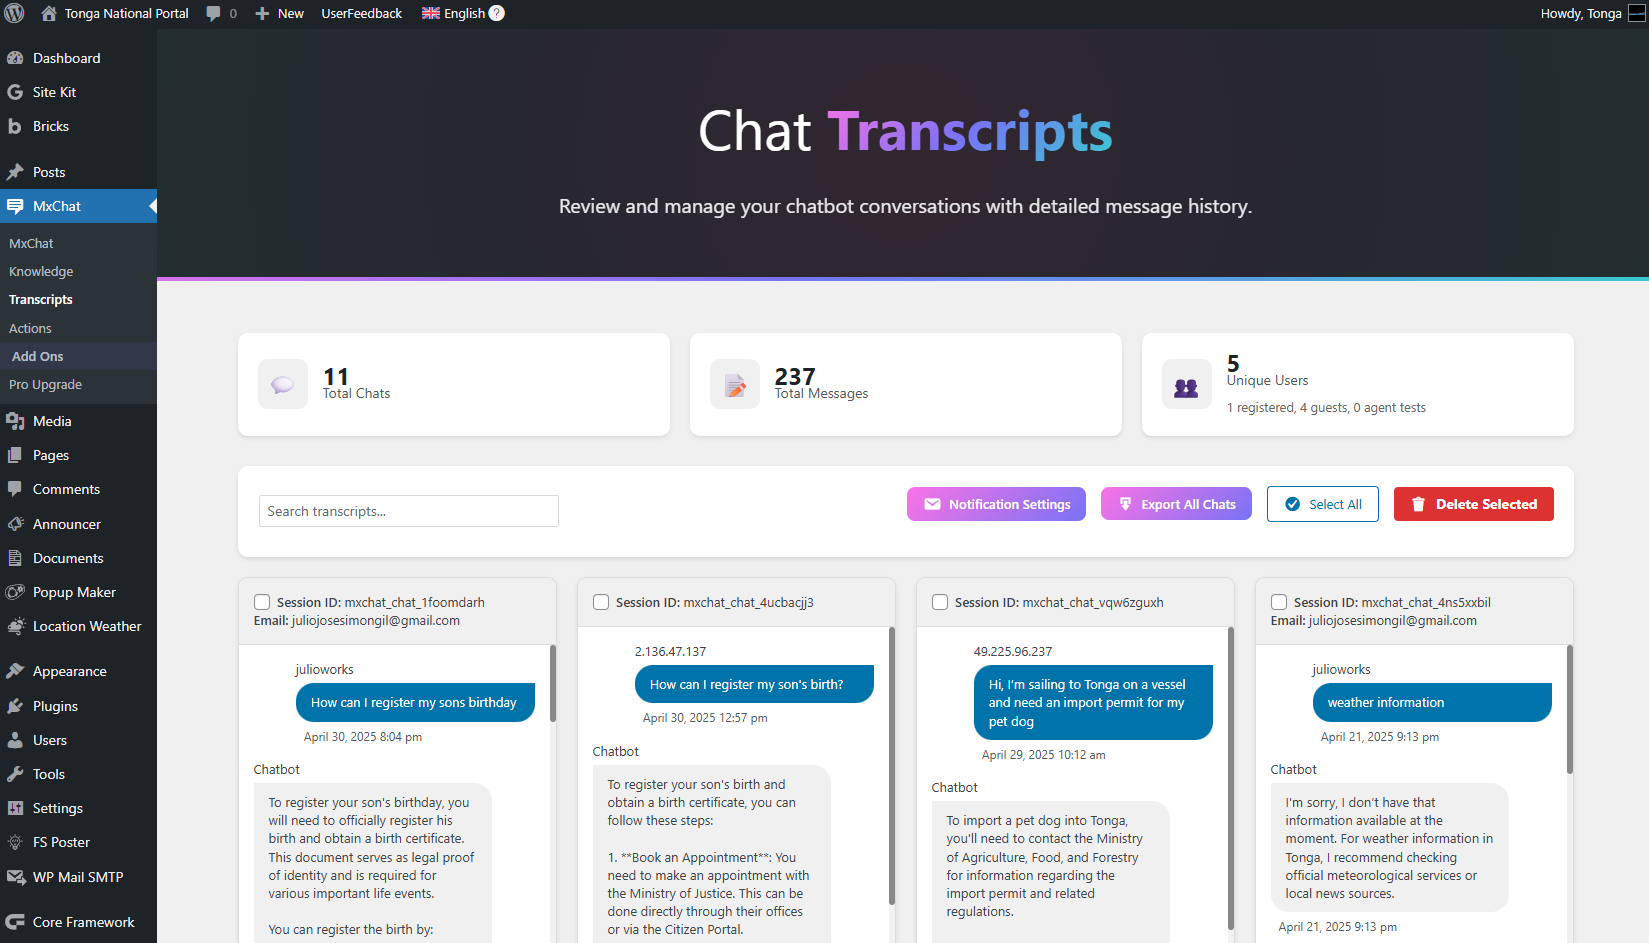 Tonga National Portal
0
New
UserFeedback
English
?
Howdy, Tonga
Dashboard
Site Kit
Bricks
Posts
MxChat
MxChat
Knowledge
Transcripts
Actions
Add Ons
Pro Upgrade
Media
Pages
Comments
Announcer
Documents
Popup Maker
Location Weather
Appearance
Plugins
Users
Tools
Settings
FS Poster
WP Mail SMTP
Core Framework
Chat Transcripts
Review and manage your chatbot conversations with detailed message history.
11
Total Chats
237
Total Messages
5
Unique Users
1 registered, 4 guests, 0 agent tests
Search transcripts...
Notification Settings
Export All Chats
Select All
Delete Selected
Session ID: mxchat_chat_1foomdarh
Email: juliojosesimongil@gmail.com
julioworks
How can I register my sons birthday
April 30, 2025 8:04 pm
Chatbot
To register your son's birthday, you
will need to officially register his
birth and obtain a birth certificate.
This document serves as legal proof
of identity and is required for
various important life events.
You can register the birth by:
Session ID: mxchat_chat_4ucbacjj3
2.136.47.137
How can I register my son's birth?
April 30, 2025 12:57 pm
Chatbot
To register your son's birth and
obtain a birth certificate, you can
follow these steps:
1. **Book an Appointment**: You
need to make an appointment with
the Ministry of Justice. This can be
done directly through their offices
or via the Citizen Portal.
Session ID: mxchat_chat_vqw6zguxh
49.225.96.237
Hi, I'm sailing to Tonga on a vessel
and need an import permit for my
pet dog
April 29, 2025 10:12 am
Chatbot
To import a pet dog into Tonga,
you'll need to contact the Ministry
of Agriculture, Food, and Forestry
for information regarding the
import permit and related
regulations.
Session ID: mxchat_chat_4ns5xxbil
Email: juliojosesimongil@gmail.com
julioworks
weather information
April 21, 2025 9:13 pm
Chatbot
I'm sorry, I don't have that
information available at the
moment. For weather information in
Tonga, I recommend checking
official meteorological services or
local news sources.
April 21, 2025 9:13 pm